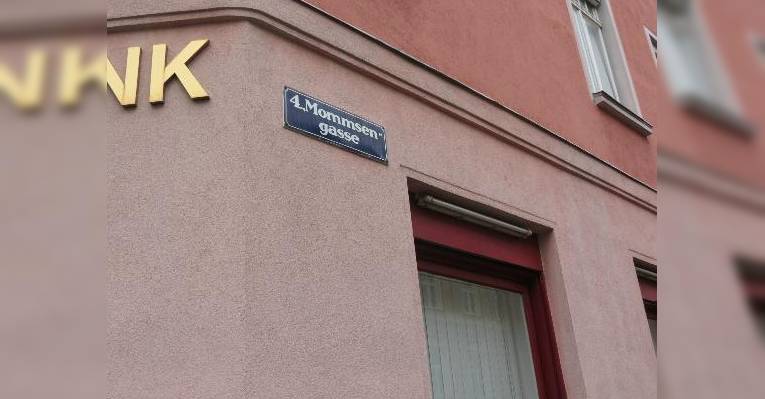 NK
4., Mommsen-
gasse